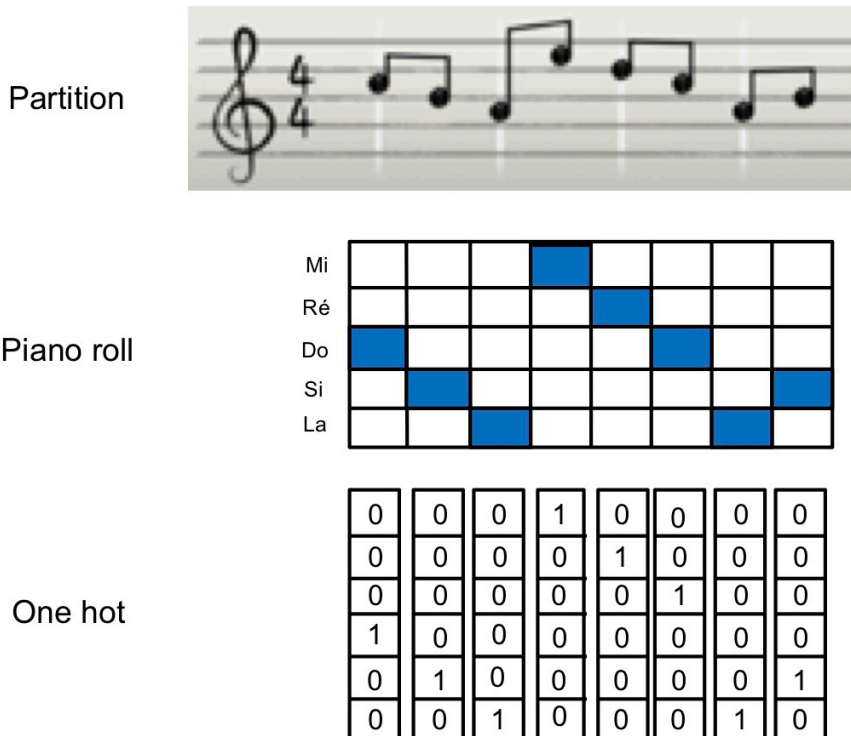 Partition
4
4
Piano roll
Mi
Ré
Do
Si
La
One hot
0 0 0 1 0 0 0 0
0 0 0 0 1 0 0 0
0 0 0 0 0 1 0 0
1 0 0 0 0 0 0 0
0 1 0 0 0 0 0 1
0 0 1 0 0 0 1 0